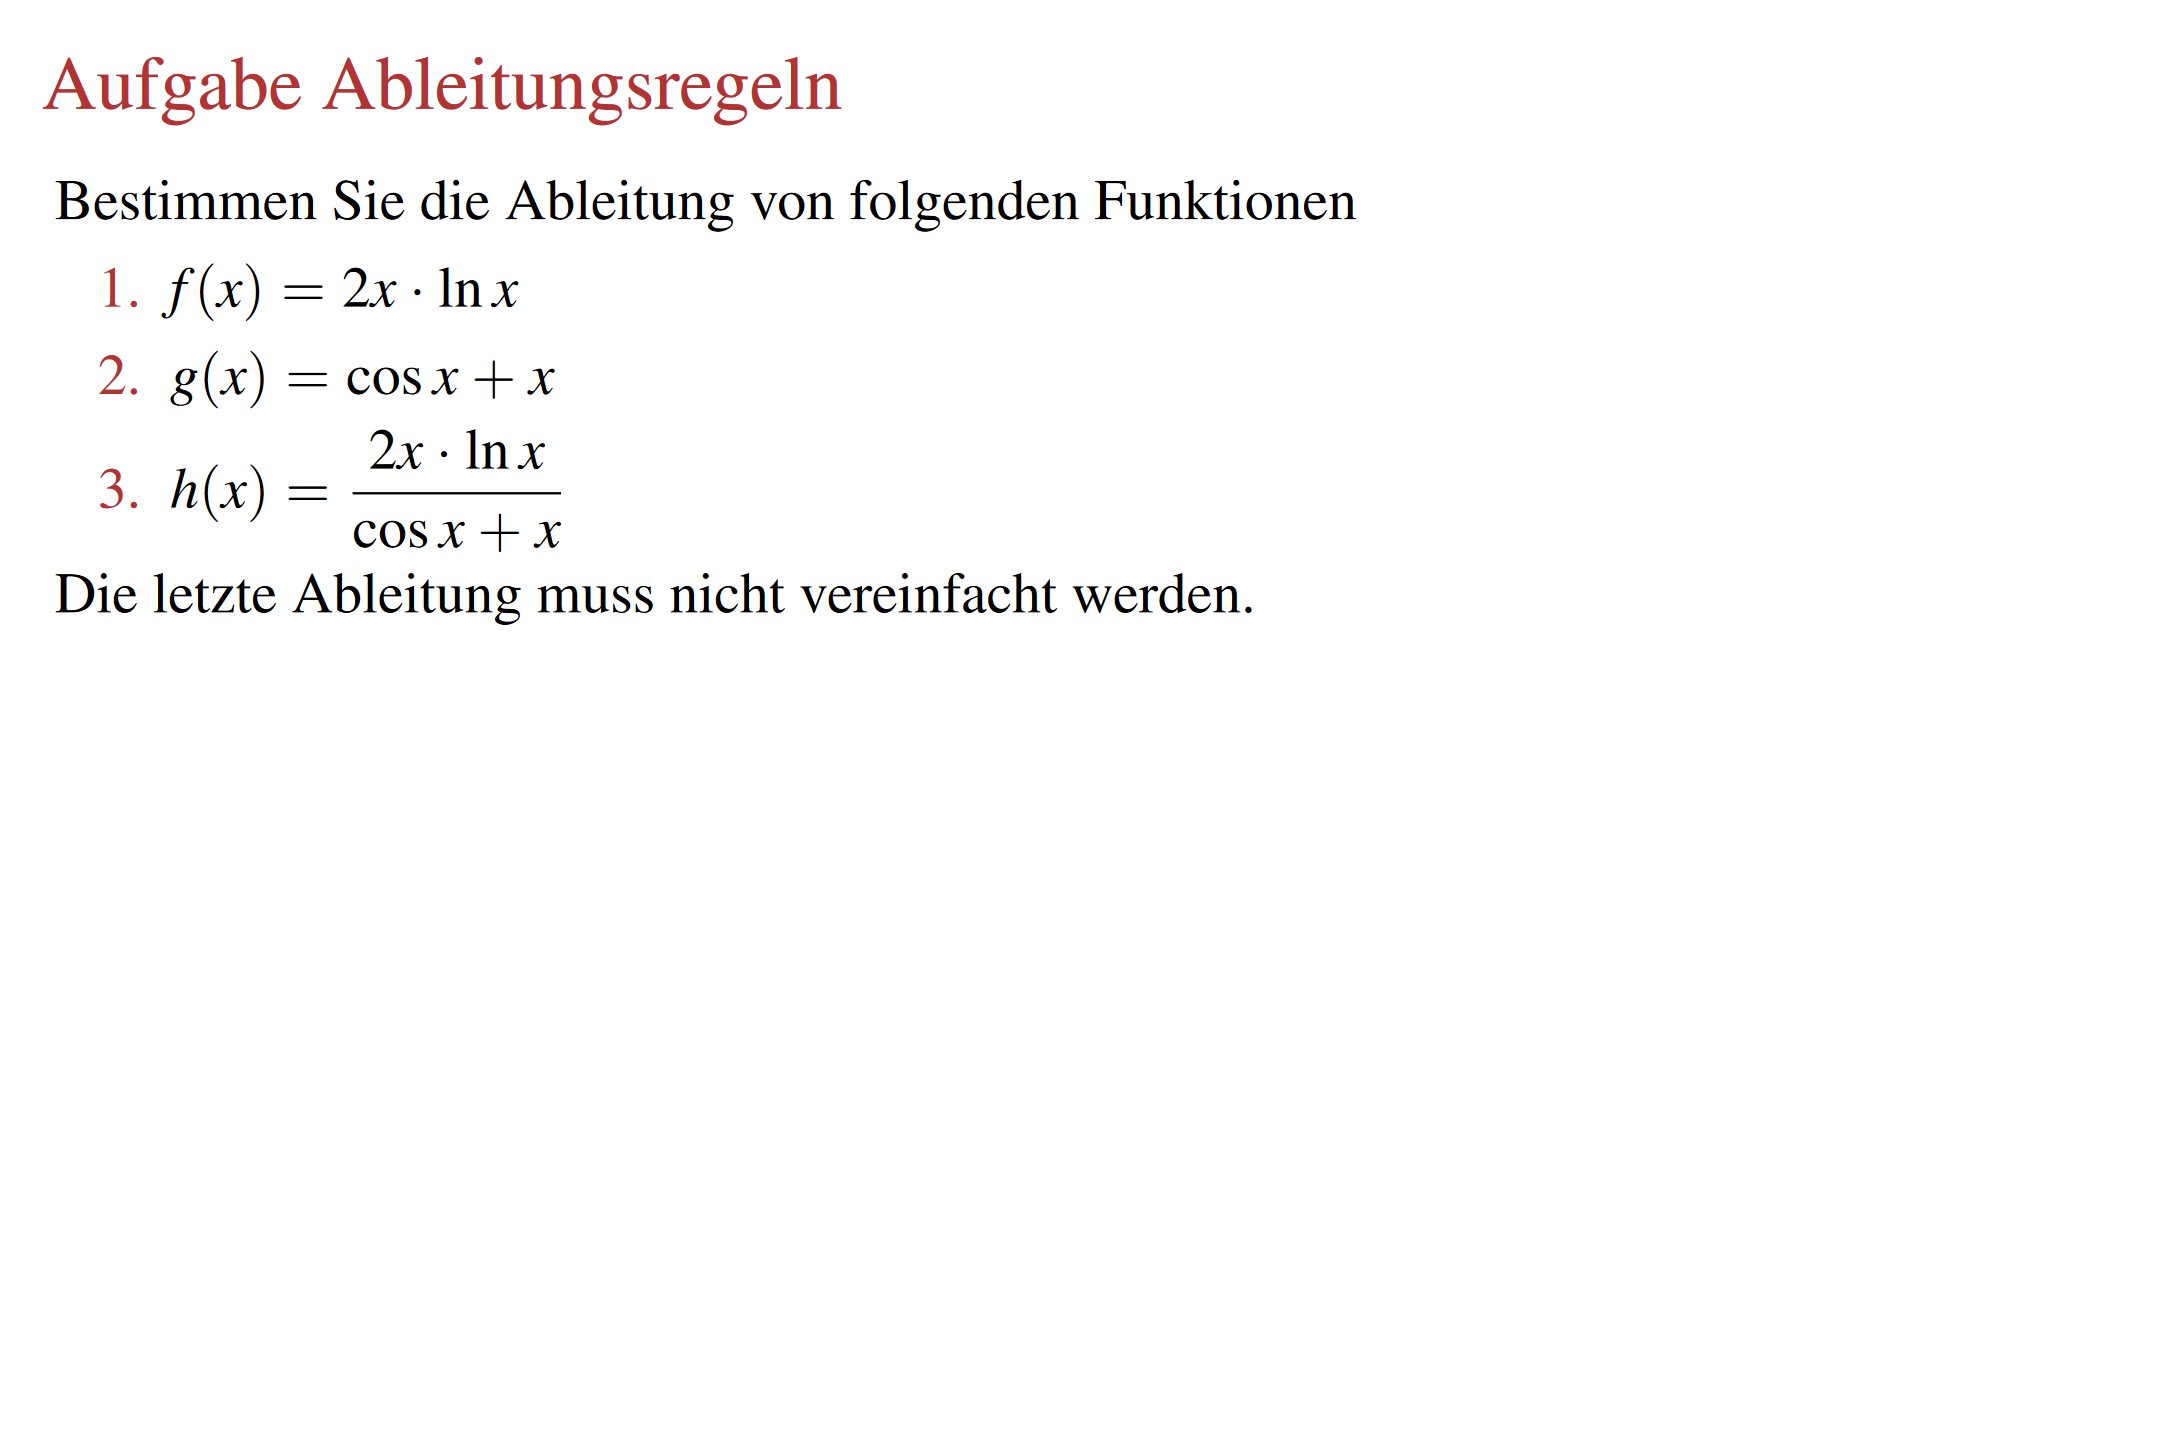 Aufgabe Ableitungsregeln
Bestimmen Sie die Ableitung von folgenden Funktionen
1. f(x) = 2x · ln x
2. g(x) = cos x + x
3. h(x) = \frac{2x · ln x}{cos x + x}
Die letzte Ableitung muss nicht vereinfacht werden.